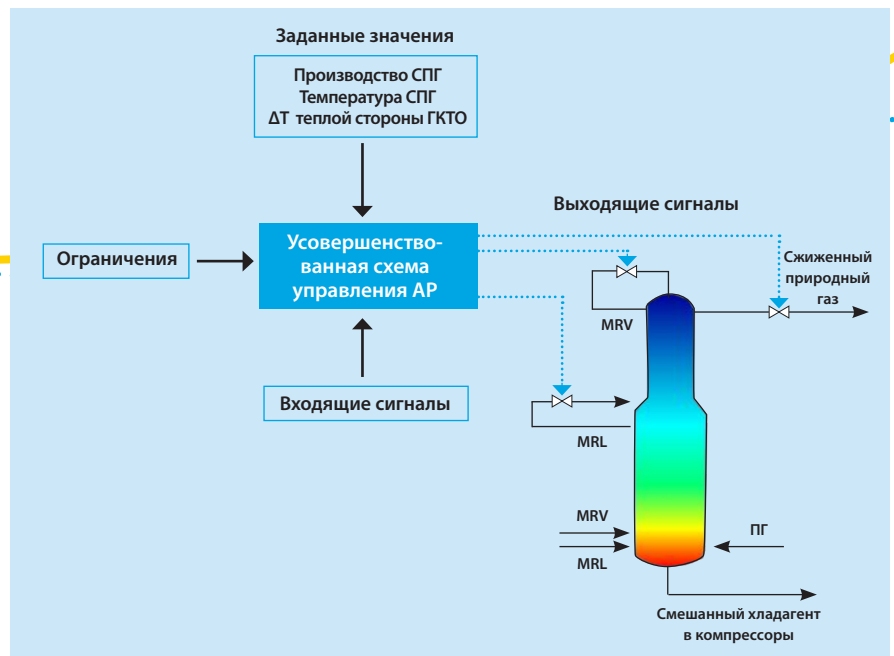 Заданные значения
Производство СПГ
Температура СПГ
ΔT теплой стороны ГКТО
Выходящие сигналы
Ограничения
Усовершенство-
ванная схема
управления АР
Сжиженный
природный
газ
MRV
Входящие сигналы
MRL
MRV
ПГ
MRL
Смешанный хладагент
в компрессоры